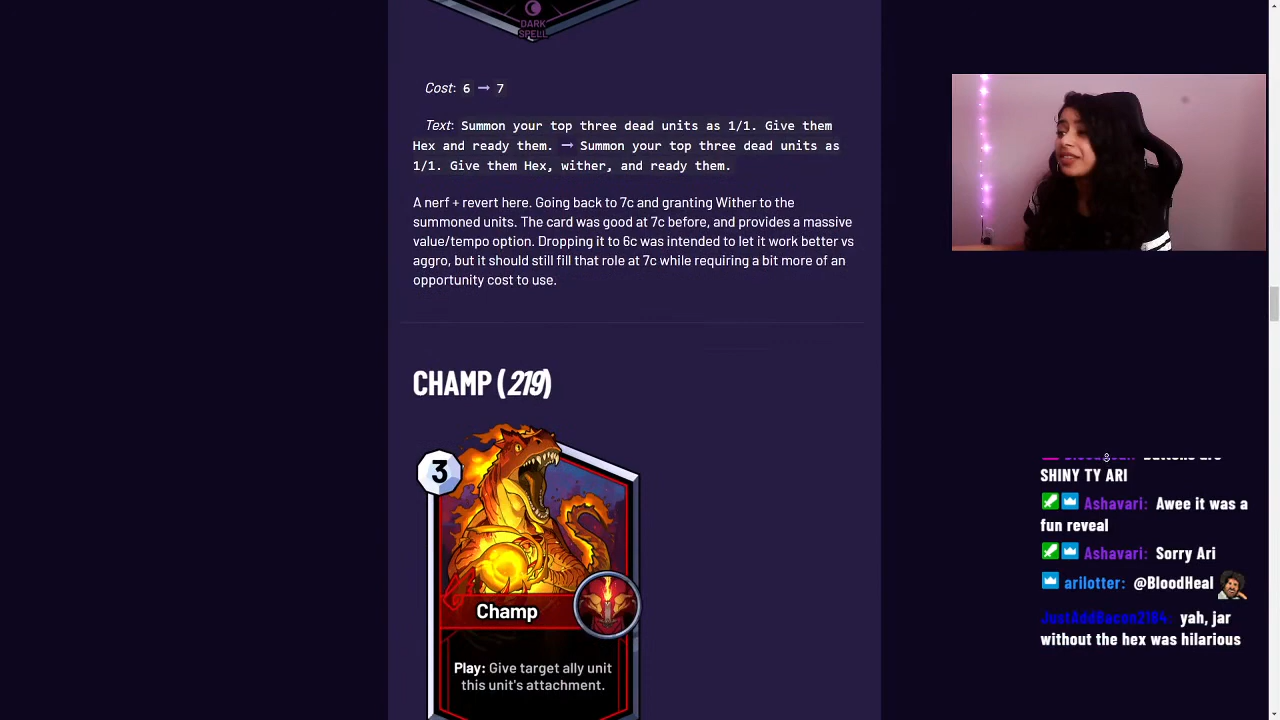 DARK
SPELL
Cost: 6 → 7
Text: Summon your top three dead units as 1/1. Give them
Hex and ready them. → Summon your top three dead units as
1/1. Give them Hex, wither, and ready them.
A nerf + revert here. Going back to 7c and granting Wither to the
summoned units. The card was good at 7c before, and provides a massive
value/tempo option. Dropping it to 6c was intended to let it work better vs
aggro, but it should still fill that role at 7c while requiring a bit more of an
opportunity cost to use.
CHAMP (219)
3
Champ
Play: Give target ally unit
this unit's attachment.
SHINY TY ARI
Ashavari: Awee it was a
fun reveal
Ashavari: Sorry Ari
arilotter: @BloodHeal
JustAddBacon2184: yah, jar
without the hex was hilarious